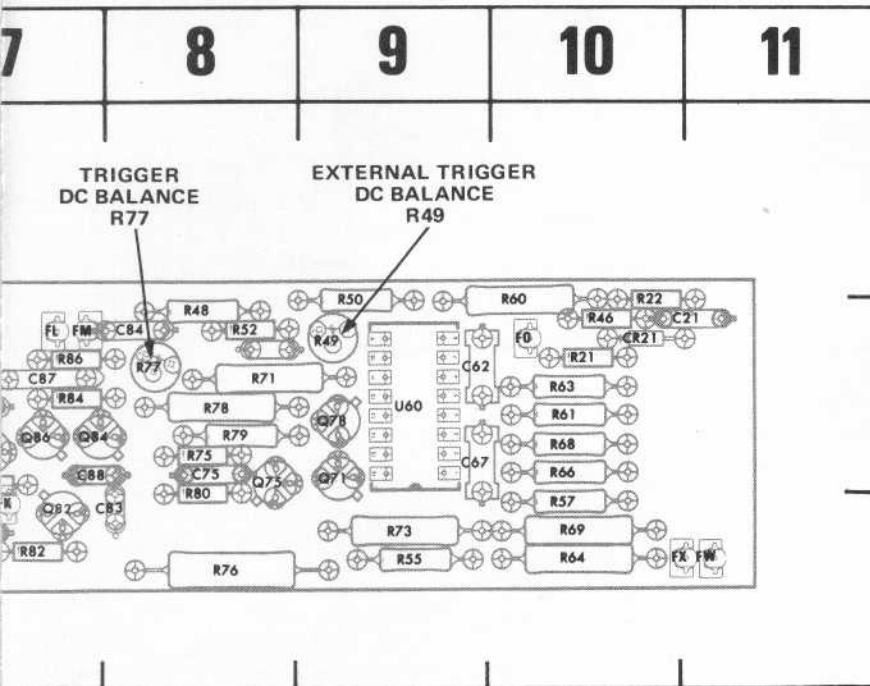 7 8 9 10 11
TRIGGER
DC BALANCE
R77
EXTERNAL TRIGGER
DC BALANCE
R49
R48 R50 R60 R22
FL FM C84 R52 R49 FO R46 C21
R86 R77 C62 R21 CR21
C87 R71 R63
R84 R78 U60 R61
Q86 Q84 R79 Q78 R68
R75 C67
C88 C75 Q75 Q71 R66
K R80 R57
Q82 C83 R73 R69
R82 R76 R55 R64 FX FW